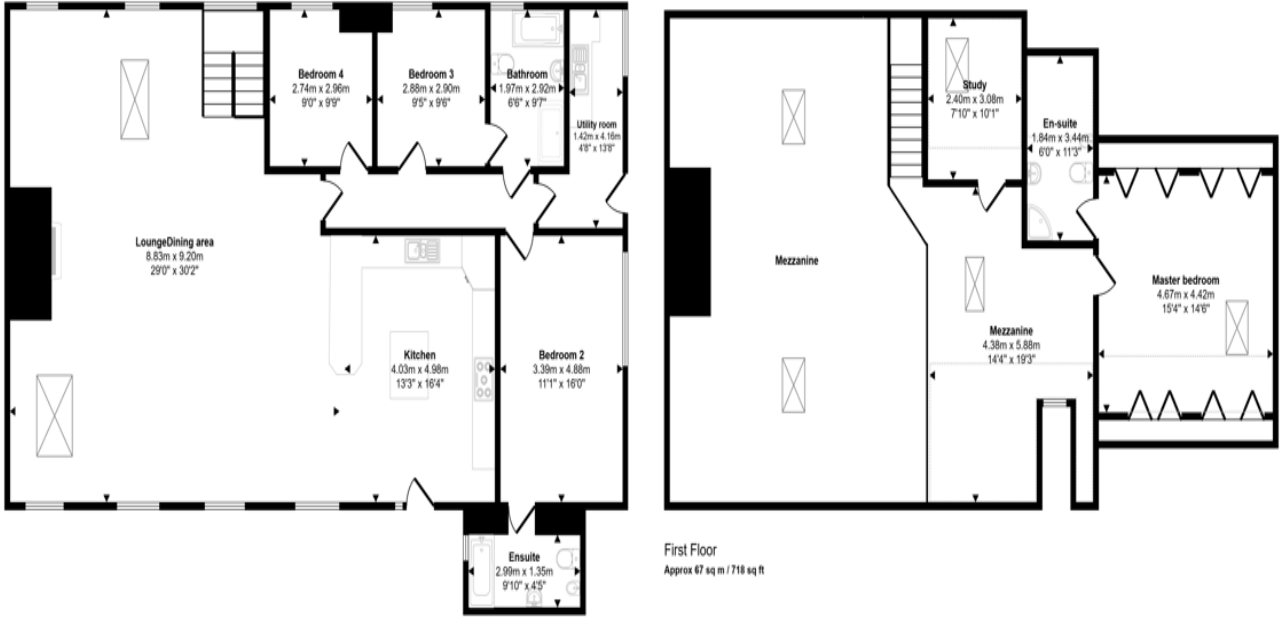 Bedroom 4
2.74m x 2.96m
9'0" x 9'9"
Bedroom 3
2.88m x 2.90m
9'5" x 9'6"
Bathroom
1.97m x 2.92m
6'6" x 9'7"
Utility room
1.42m x 4.16m
4'8" x 13'8"
LoungeDining area
8.83m x 9.20m
29'0" x 30'2"
Kitchen
4.03m x 4.98m
13'3" x 16'4"
Bedroom 2
3.39m x 4.88m
11'1" x 16'0"
Ensuite
2.99m x 1.35m
9'10" x 4'5"
Study
2.40m x 3.08m
7'10" x 10'1"
En-suite
1.84m x 3.44m
6'0" x 11'3"
Mezzanine
Master bedroom
4.67m x 4.42m
15'4" x 14'6"
Mezzanine
4.38m x 5.88m
14'4" x 19'3"
First Floor
Approx 67 sq m / 718 sq ft